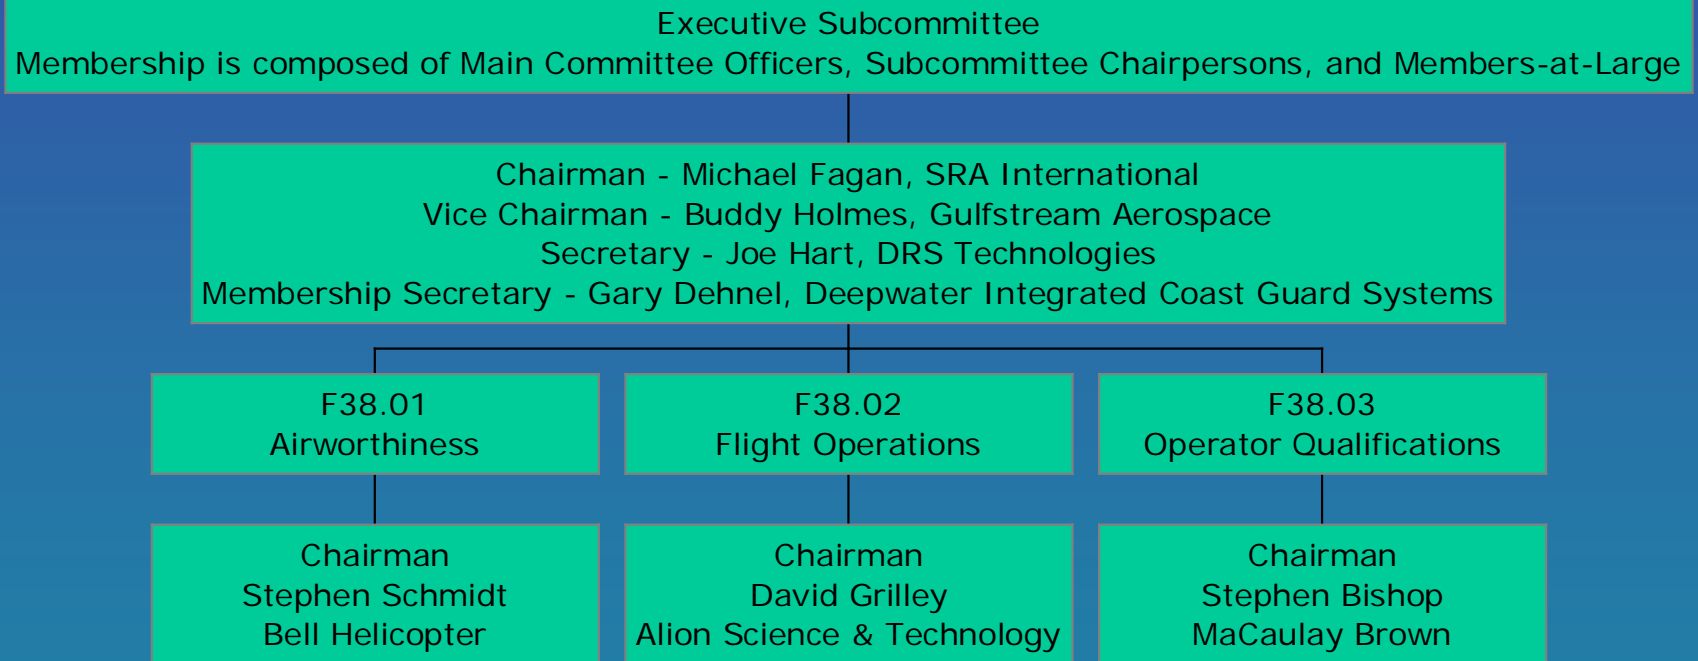 Executive Subcommittee
Membership is composed of Main Committee Officers, Subcommittee Chairpersons, and Members-at-Large
Chairman - Michael Fagan, SRA International
Vice Chairman - Buddy Holmes, Gulfstream Aerospace
Secretary - Joe Hart, DRS Technologies
Membership Secretary - Gary Dehnel, Deepwater Integrated Coast Guard Systems
F38.01
Airworthiness
F38.02
Flight Operations
F38.03
Operator Qualifications
Chairman
Stephen Schmidt
Bell Helicopter
Chairman
David Grilley
Alion Science & Technology
Chairman
Stephen Bishop
MaCaulay Brown